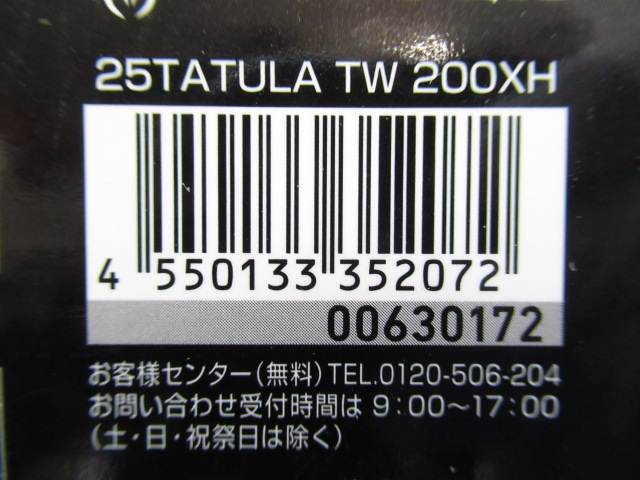 25TATULA TW 200XH
4 550133 352072
00630172
お客様センター(無料)TEL.0120-506-204
お問い合わせ受付時間は 9:00～17:00
(土・日・祝祭日は除く)